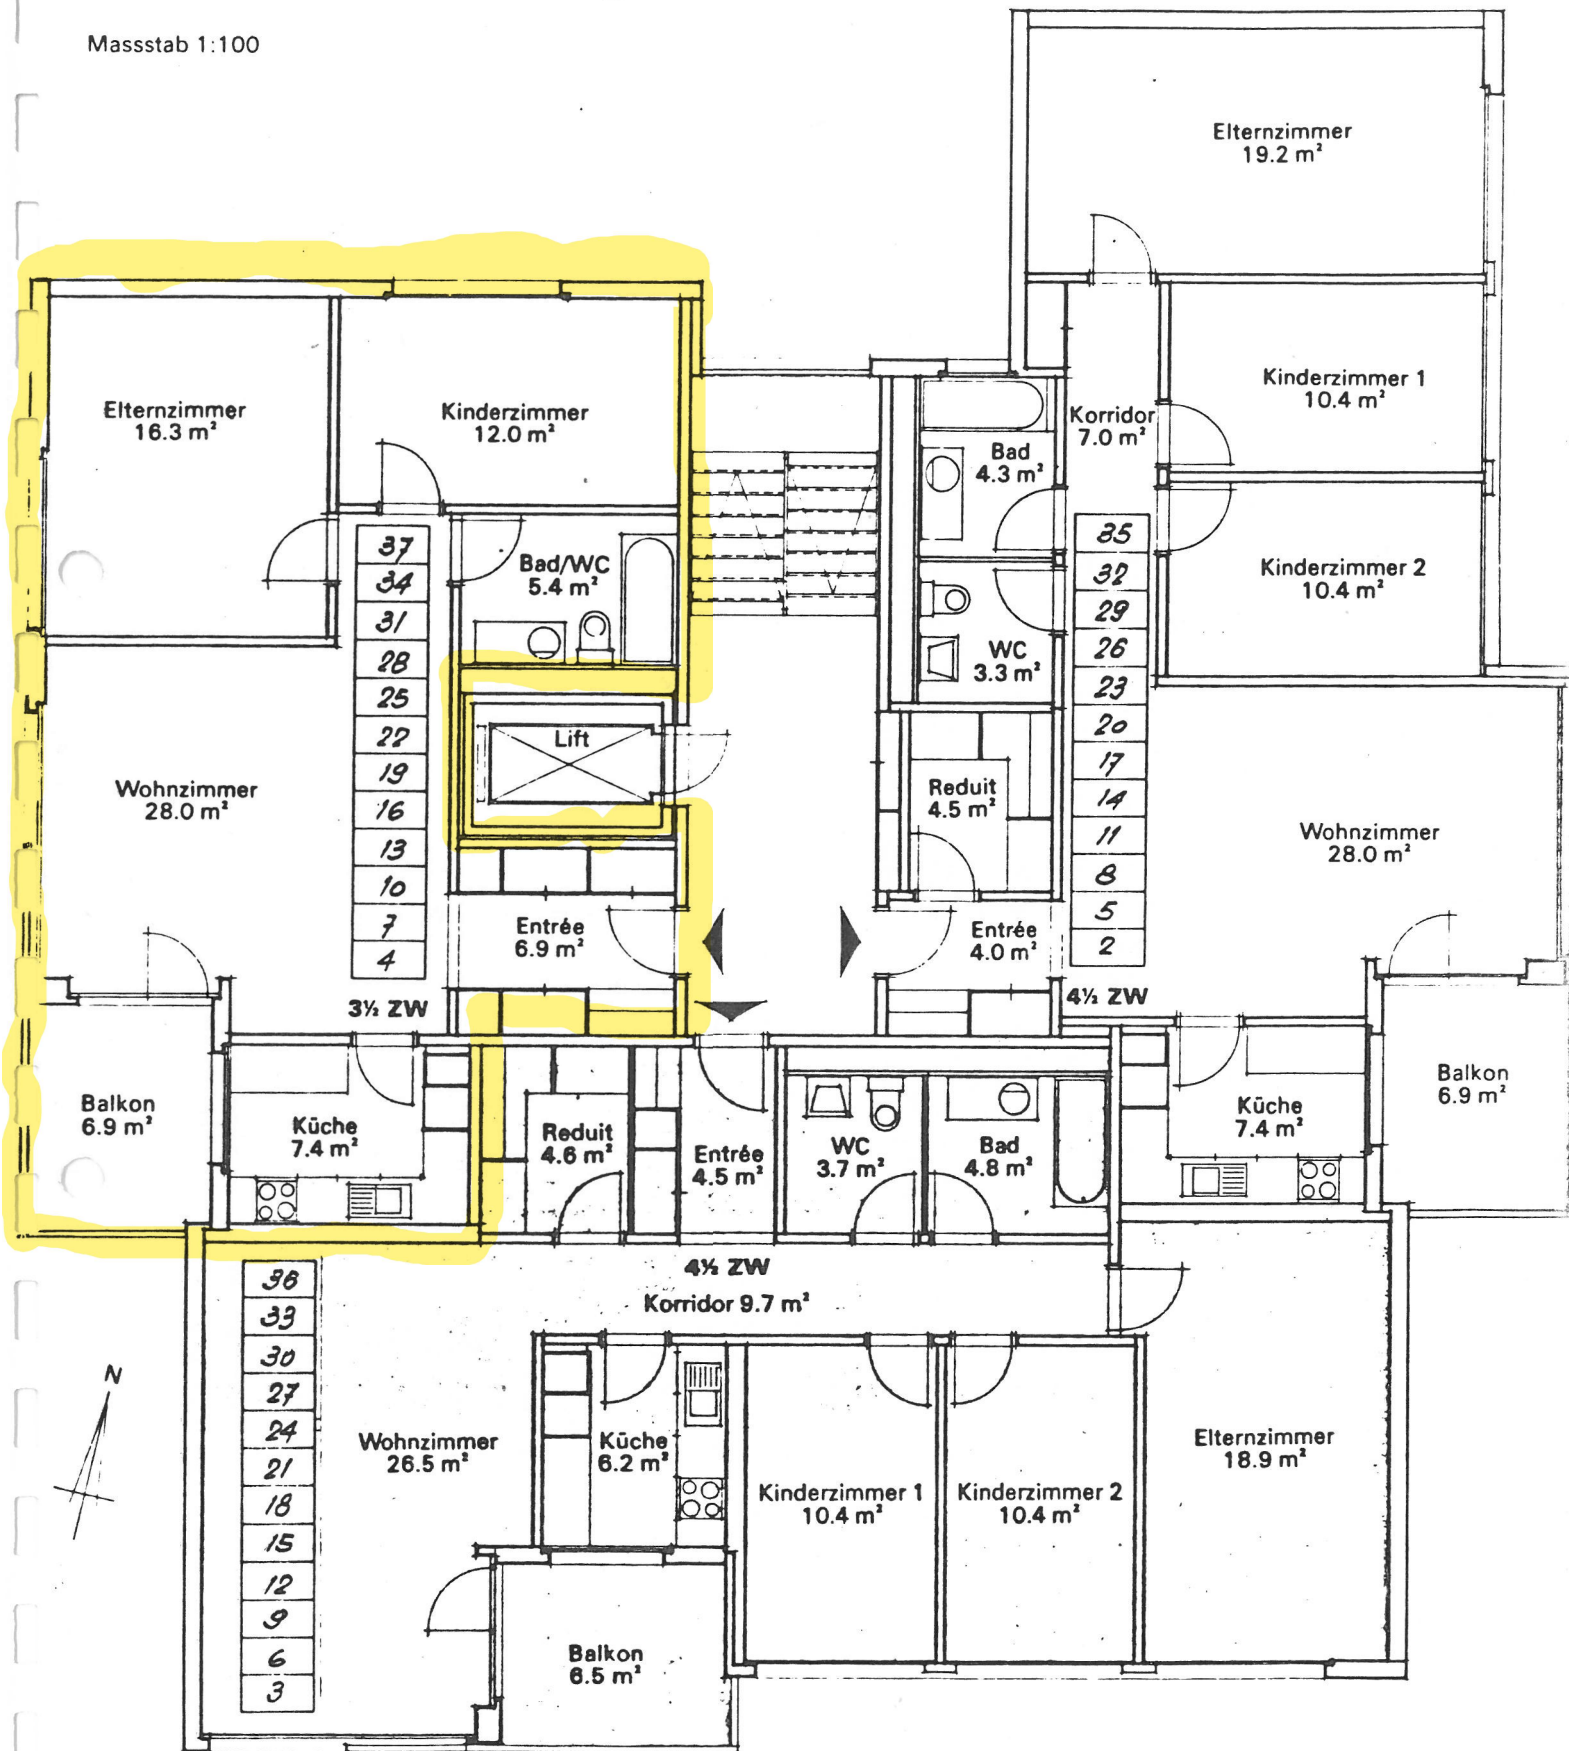 Massstab 1:100
Elternzimmer
19.2 m²
Elternzimmer
16.3 m²
Kinderzimmer
12.0 m²
Kinderzimmer 1
10.4 m²
Korridor
7.0 m²
Bad
4.3 m²
Bad/WC
5.4 m²
Kinderzimmer 2
10.4 m²
WC
3.3 m²
37
34
31
28
25
22
19
16
13
10
7
4
35
32
29
26
23
20
17
14
11
8
5
2
Lift
Wohnzimmer
28.0 m²
Reduit
4.5 m²
Wohnzimmer
28.0 m²
Entrée
6.9 m²
Entrée
4.0 m²
3½ ZW
4½ ZW
Balkon
6.9 m²
Küche
7.4 m²
Reduit
4.6 m²
Entrée
4.5 m²
WC
3.7 m²
Bad
4.8 m²
Küche
7.4 m²
Balkon
6.9 m²
4½ ZW
Korridor 9.7 m²
36
33
30
27
24
21
18
15
12
9
6
3
N
Wohnzimmer
26.5 m²
Küche
6.2 m²
Kinderzimmer 1
10.4 m²
Kinderzimmer 2
10.4 m²
Elternzimmer
18.9 m²
Balkon
6.5 m²